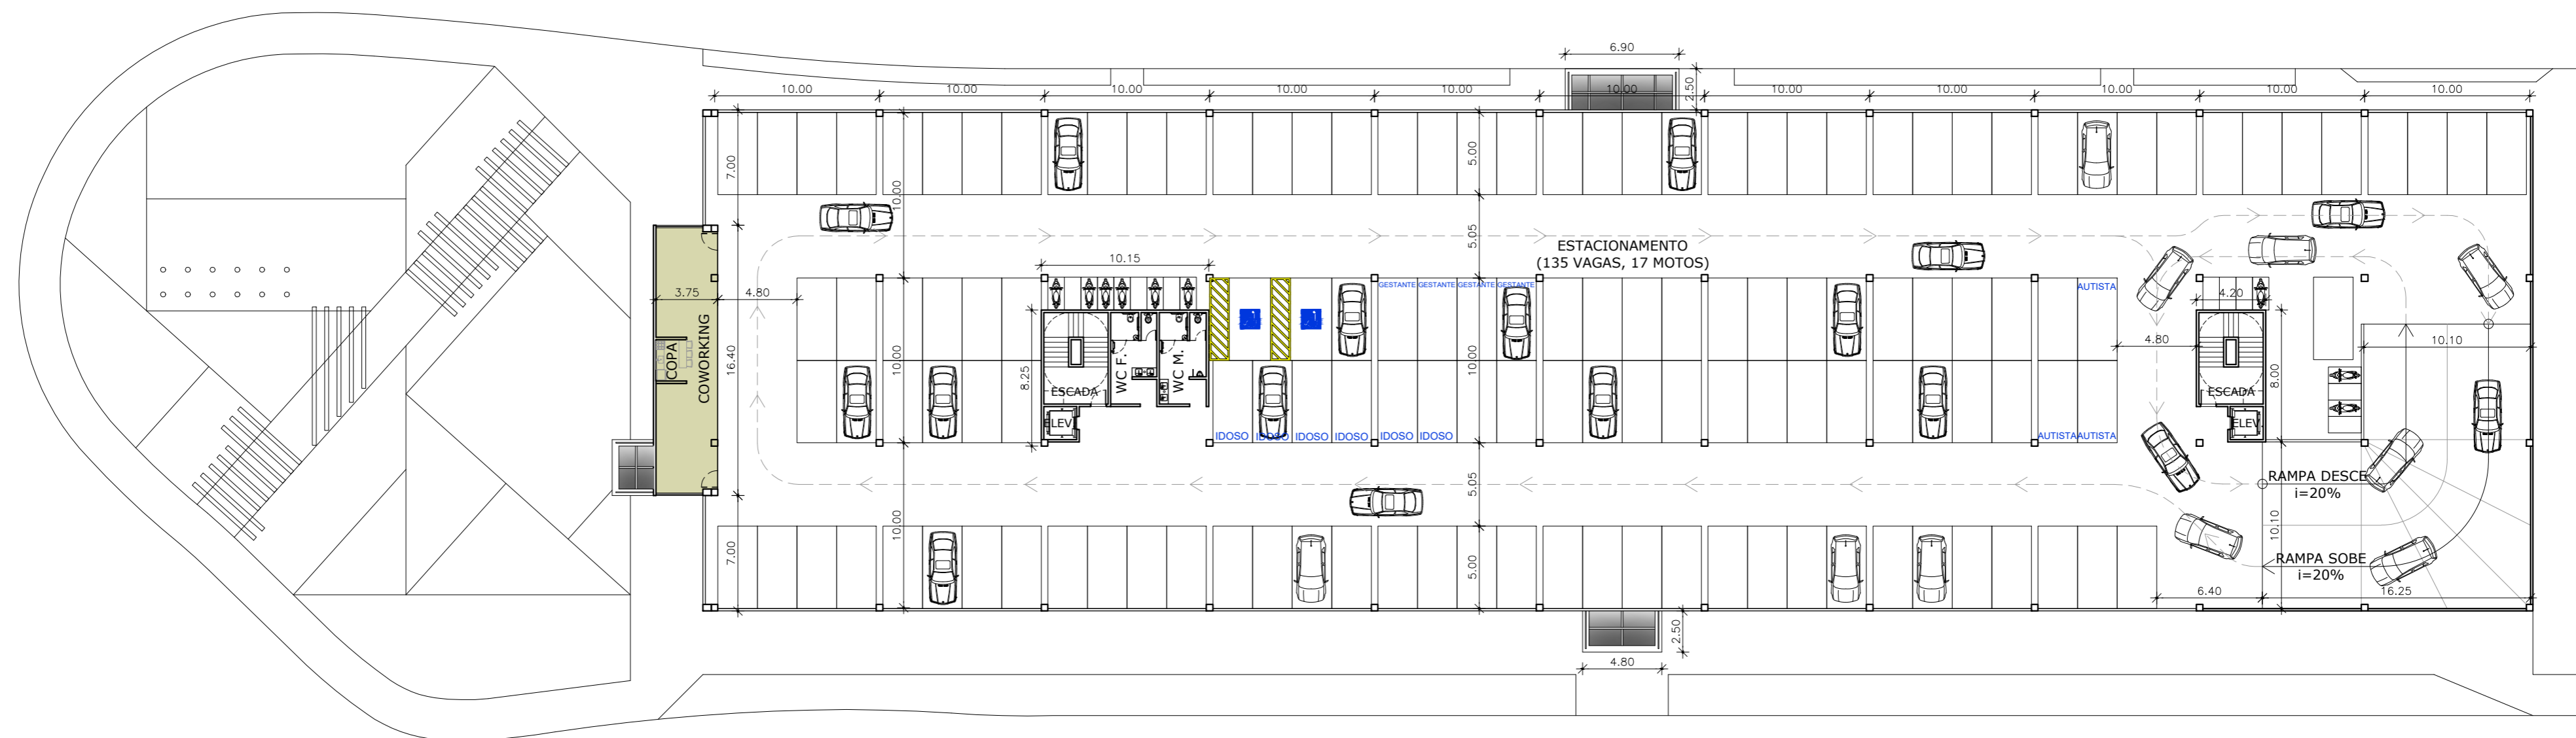 6.90
10.00 10.00 10.00 10.00 10.00 10.00 10.00 10.00 10.00 10.00 10.00
2.50
7.00
10.00
5.00
5.05
ESTACIONAMENTO
(135 VAGAS, 17 MOTOS)
10.15
3.75
4.80
GESTANTE GESTANTE GESTANTE GESTANTE
AUTISTA
4.20
COPA
COWORKING
16.40
10.00
8.25
ESCADA
WC F.
WC M.
ELEV.
10.00
4.80
10.10
8.00
ESCADA
ELEV.
IDOSO IDOSO IDOSO IDOSO IDOSO IDOSO
AUTISTA AUTISTA
RAMPA DESCE
i=20%
5.05
10.00
7.00
5.00
10.10
RAMPA SOBE
i=20%
6.40
16.25
2.50
4.80